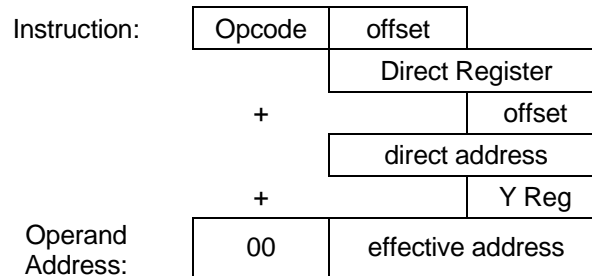 Instruction: Opcode offset
Direct Register
+ offset
direct address
+ Y Reg
Operand
Address: 00 effective address